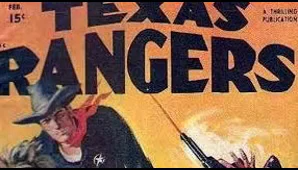 FEB.
15¢
A THRILLING
PUBLICATION
TEXAS
RANGERS